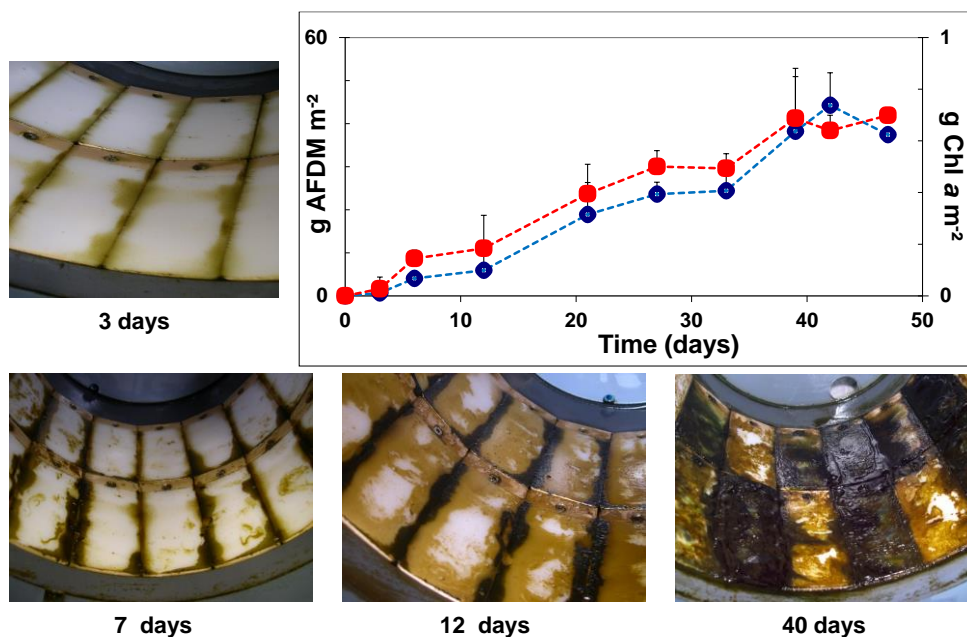 60
1
g AFDM m⁻²
g Chl a m⁻²
0
0
0 10 20 30 40 50
Time (days)
3 days
7 days
12 days
40 days